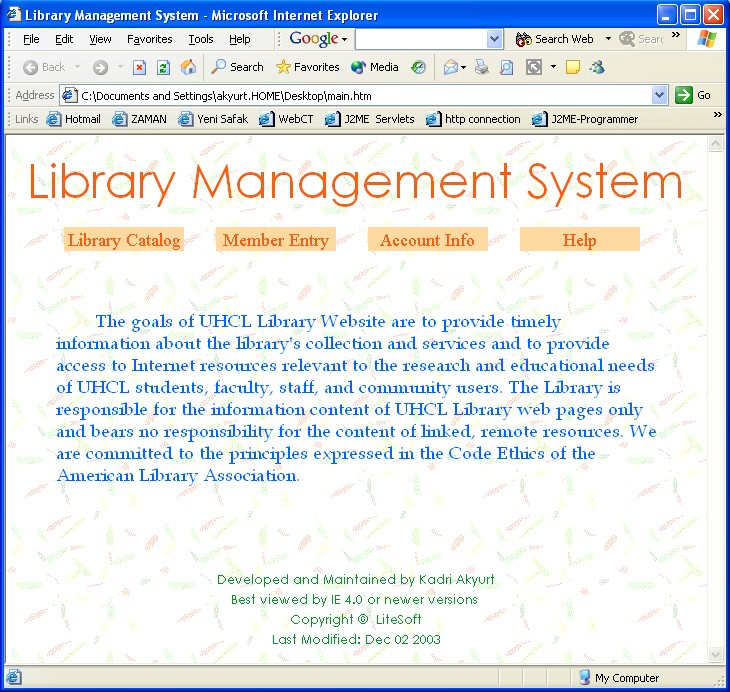 Library Management System - Microsoft Internet Explorer
File Edit View Favorites Tools Help Google Search Web Searc »
Back Search Favorites Media
Address C:\Documents and Settings\akyurt.HOME\Desktop\main.htm Go
Links Hotmail ZAMAN Yeni Safak WebCT J2ME Servlets http connection J2ME-Programmer »
Library Management System
Library Catalog Member Entry Account Info Help
The goals of UHCL Library Website are to provide timely
information about the library's collection and services and to provide
access to Internet resources relevant to the research and educational needs
of UHCL students, faculty, staff, and community users. The Library is
responsible for the information content of UHCL Library web pages only
and bears no responsibility for the content of linked, remote resources. We
are committed to the principles expressed in the Code Ethics of the
American Library Association.
Developed and Maintained by Kadri Akyurt
Best viewed by IE 4.0 or newer versions
Copyright © LiteSoft
Last Modified: Dec 02 2003
My Computer